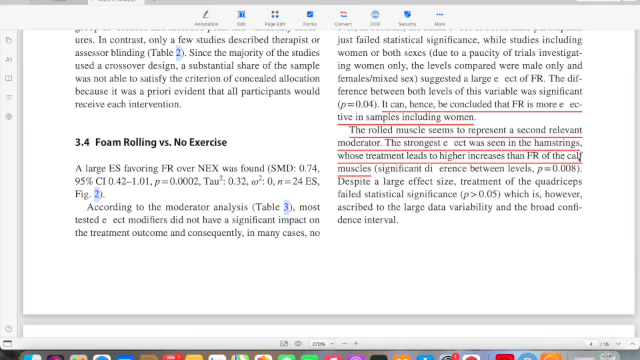 Annotation
Edit
Page Edit
Forms
Convert
OCR
Security
More
ures. In contrast, only a few studies described therapist or
assessor blinding (Table 2). Since the majority of the studies
used a crossover design, a substantial share of the sample
was not able to satisfy the criterion of concealed allocation
because it was a priori evident that all participants would
receive each intervention.
3.4 Foam Rolling vs. No Exercise
A large ES favoring FR over NEX was found (SMD: 0.74,
95% CI 0.42–1.01, p = 0.0002, Tau²: 0.32, ω²: 0, n = 24 ES,
Fig. 2).
According to the moderator analysis (Table 3), most
tested e ect modifiers did not have a significant impact on
the treatment outcome and consequently, in many cases, no
just failed statistical significance, while studies including
women or both sexes (due to a paucity of trials investigat-
ing women only, the levels compared were male only and
females/mixed sex) suggested a large e ect of FR. The dif-
ference between both levels of this variable was significant
(p = 0.04). It can, hence, be concluded that FR is more e ec-
tive in samples including women.
The rolled muscle seems to represent a second relevant
moderator. The strongest e ect was seen in the hamstrings,
whose treatment leads to higher increases than FR of the calf
muscles (significant di erence between levels, p = 0.008).
Despite a large effect size, treatment of the quadriceps
failed statistical significance (p > 0.05) which is, however,
ascribed to the large data variability and the broad confi-
dence interval.
270%
4 / 16